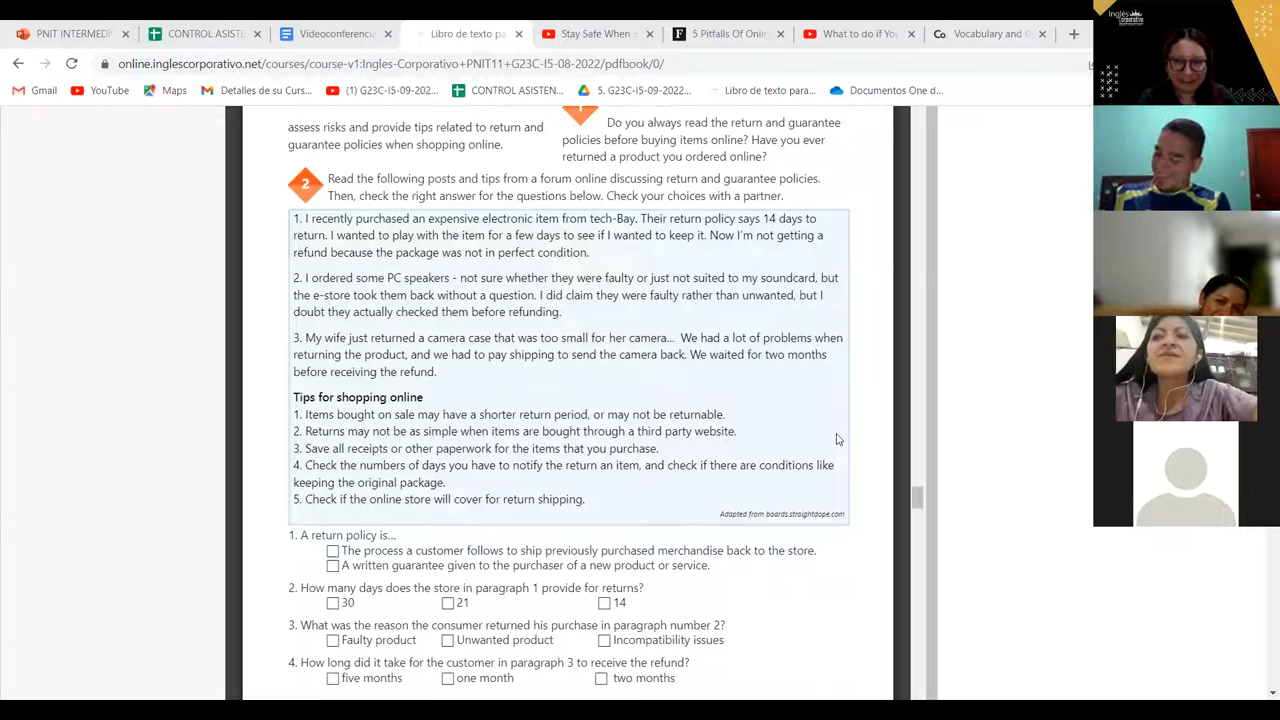 PNIT INTERMED
CONTROL ASISTE
Videoconferencia
Libro de texto pa
Stay Safe When
5 Pitfalls Of Onlin
What to do if You
Co. Vocabulary and
online.inglescorporativo.net/courses/course-v1:Ingles-Corporativo+PNIT11+G23C-I5-08-2022/pdfbook/0/
Gmail
YouTube
Maps
Detalles de su Curs...
(1) G23C-I5-09-202...
CONTROL ASISTEN...
5. G23C-I5-09-2022...
Libro de texto para...
Documentos One d...
Inglés
Corporativo
assess risks and provide tips related to return and
guarantee policies when shopping online.
1
Do you always read the return and guarantee
policies before buying items online? Have you ever
returned a product you ordered online?
2
Read the following posts and tips from a forum online discussing return and guarantee policies.
Then, check the right answer for the questions below. Check your choices with a partner.
1. I recently purchased an expensive electronic item from tech-Bay. Their return policy says 14 days to
return. I wanted to play with the item for a few days to see if I wanted to keep it. Now I'm not getting a
refund because the package was not in perfect condition.
2. I ordered some PC speakers - not sure whether they were faulty or just not suited to my soundcard, but
the e-store took them back without a question. I did claim they were faulty rather than unwanted, but I
doubt they actually checked them before refunding.
3. My wife just returned a camera case that was too small for her camera... We had a lot of problems when
returning the product, and we had to pay shipping to send the camera back. We waited for two months
before receiving the refund.
Tips for shopping online
1. Items bought on sale may have a shorter return period, or may not be returnable.
2. Returns may not be as simple when items are bought through a third party website.
3. Save all receipts or other paperwork for the items that you purchase.
4. Check the numbers of days you have to notify the return an item, and check if there are conditions like
keeping the original package.
5. Check if the online store will cover for return shipping.
Adapted from boards.straightdope.com
1. A return policy is...
The process a customer follows to ship previously purchased merchandise back to the store.
A written guarantee given to the purchaser of a new product or service.
2. How many days does the store in paragraph 1 provide for returns?
30 21 14
3. What was the reason the consumer returned his purchase in paragraph number 2?
Faulty product Unwanted product Incompatibility issues
4. How long did it take for the customer in paragraph 3 to receive the refund?
five months one month two months